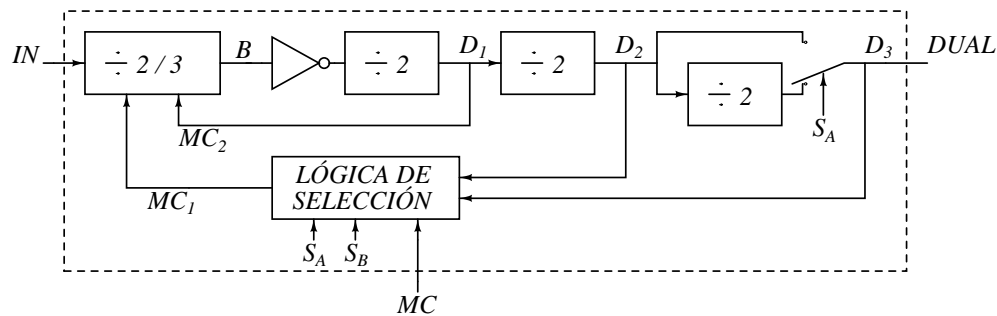 IN
÷ 2 / 3
B
÷ 2
D1
÷ 2
D2
÷ 2
SA
D3
DUAL
MC2
MC1
LÓGICA DE
SELECCIÓN
SA
SB
MC